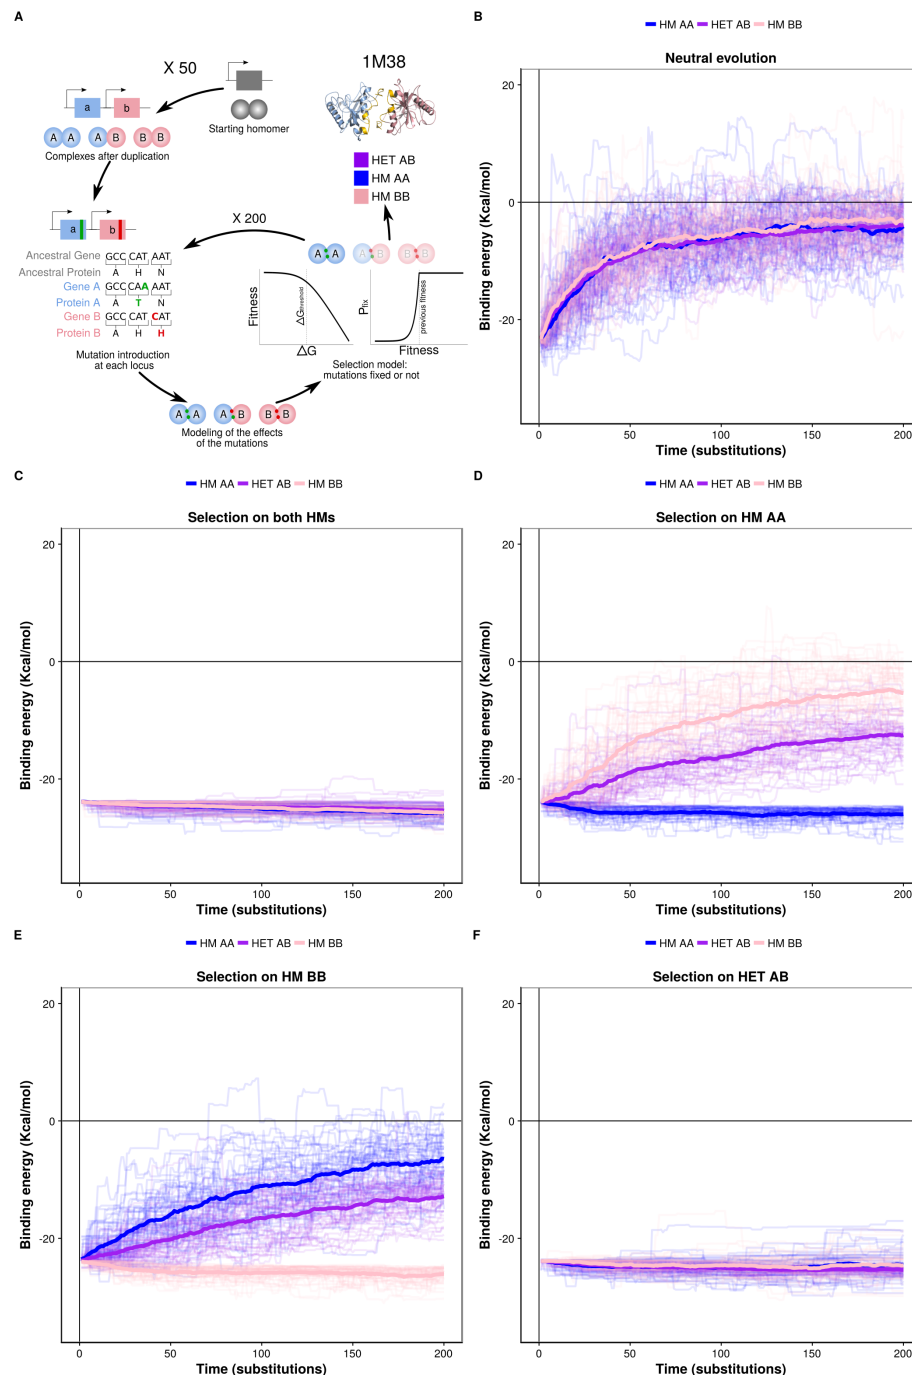 A
X 50
a
b
Starting homomer
A A
A B
B B
Complexes after duplication
1M38
HET AB
HM AA
HM BB
a
b
X 200
Ancestral Gene GCC CAT AAT
Ancestral Protein A H N
Gene A GCC CAA AAT
Protein A A T N
Gene B GCC CAT CAT
Protein B A H H
Mutation introduction
at each locus
A A
A B
B B
Fitness
ΔGthreshold
ΔG
Pfix
previous fitness
Fitness
Selection model:
mutations fixed or not
A A
A B
B B
Modeling of the effects
of the mutations
B
HM AA HET AB HM BB
Neutral evolution
Binding energy (Kcal/mol)
20
0
-20
0 50 100 150 200
Time (substitutions)
C
HM AA HET AB HM BB
Selection on both HMs
Binding energy (Kcal/mol)
20
0
-20
0 50 100 150 200
Time (substitutions)
D
HM AA HET AB HM BB
Selection on HM AA
Binding energy (Kcal/mol)
20
0
-20
0 50 100 150 200
Time (substitutions)
E
HM AA HET AB HM BB
Selection on HM BB
Binding energy (Kcal/mol)
20
0
-20
0 50 100 150 200
Time (substitutions)
F
HM AA HET AB HM BB
Selection on HET AB
Binding energy (Kcal/mol)
20
0
-20
0 50 100 150 200
Time (substitutions)